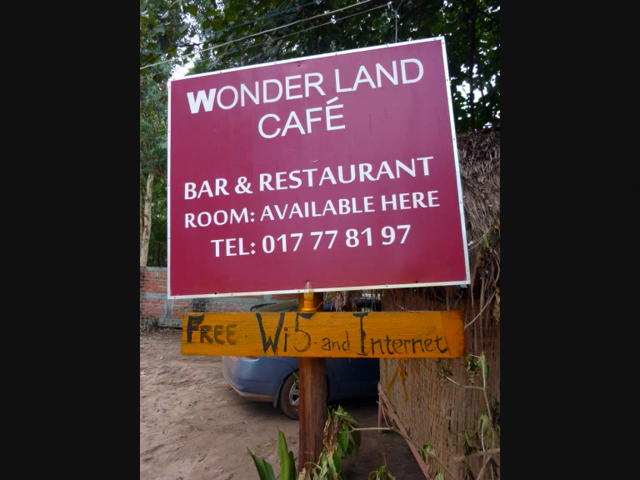 WONDER LAND
CAFÉ
BAR & RESTAURANT
ROOM: AVAILABLE HERE
TEL: 017 77 81 97
FREE Wi5 and Internet